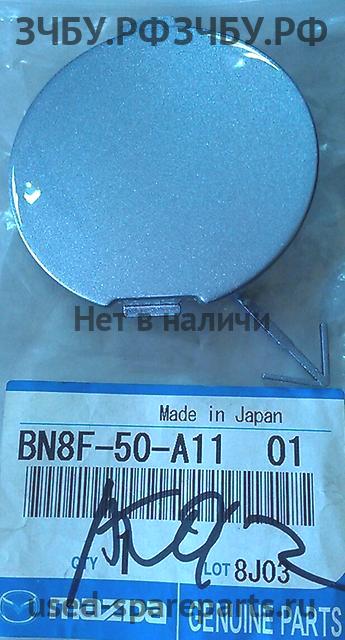 ЗЧБУ.РФЗЧБУ.РФ
Нет в наличи
Made in Japan
BN8F-50-A11 01
QTY 1 LOT 8J03
mazda GENUINE PARTS
used-spareparts.ru